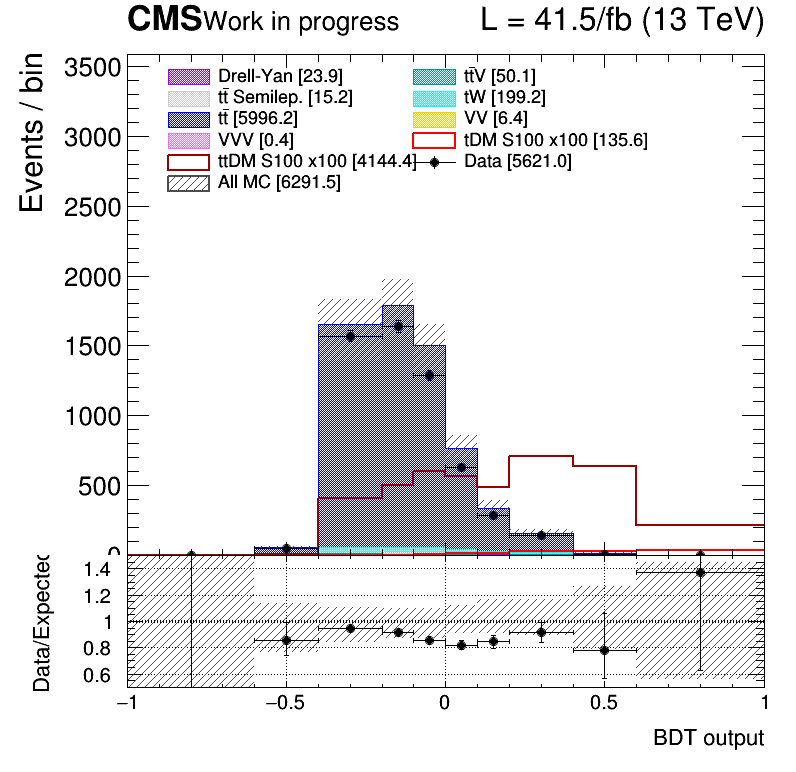 CMS Work in progress L = 41.5/fb (13 TeV)
Events / bin
3500
3000
2500
2000
1500
1000
500
0
Drell-Yan [23.9] tt̄V [50.1]
tt̄ Semilep. [15.2] tW [199.2]
tt̄ [5996.2] VV [6.4]
VVV [0.4] tDM S100 x100 [135.6]
ttDM S100 x100 [4144.4] Data [5621.0]
All MC [6291.5]
Data/Expected
1.4
1.2
1
0.8
0.6
−1 −0.5 0 0.5 1
BDT output